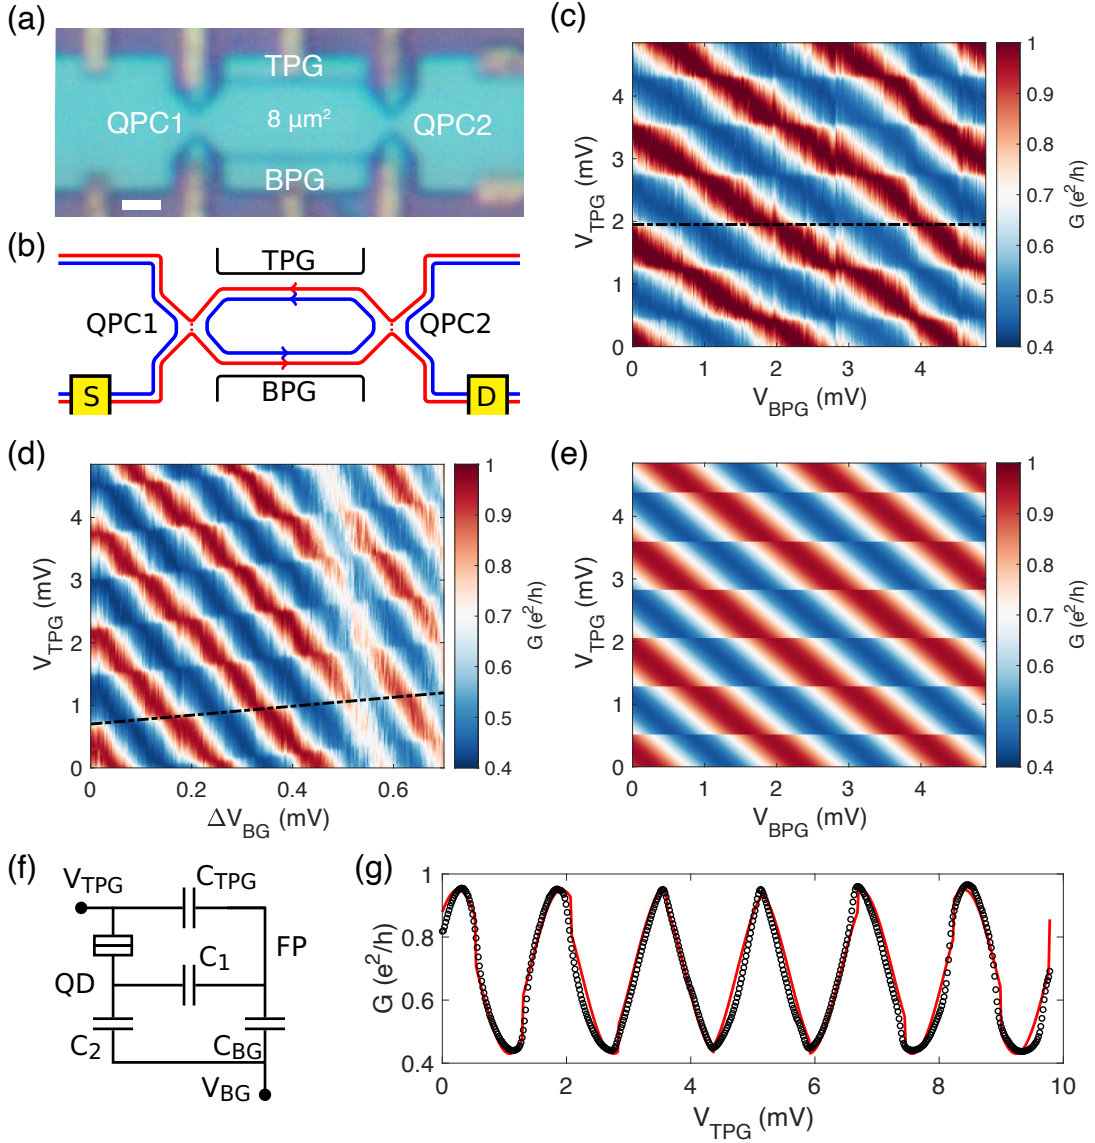 (a)
TPG
QPC1
8 μm²
QPC2
BPG
(b)
TPG
QPC1
QPC2
S
BPG
D
(c)
4
3
2
1
0
V_TPG (mV)
1 2 3 4
V_BPG (mV)
1
0.9
0.8
0.7
0.6
0.5
0.4
G (e²/h)
(d)
4
3
2
1
0
V_TPG (mV)
0 0.2 0.4 0.6
ΔV_BG (mV)
1
0.9
0.8
0.7
0.6
0.5
0.4
G (e²/h)
(e)
4
3
2
1
0
V_TPG (mV)
1 2 3 4
V_BPG (mV)
1
0.9
0.8
0.7
0.6
0.5
0.4
G (e²/h)
(f)
V_TPG
C_TPG
FP
C_1
QD
C_2
C_BG
V_BG
(g)
1
0.8
0.6
0.4
G (e²/h)
0 2 4 6 8 10
V_TPG (mV)